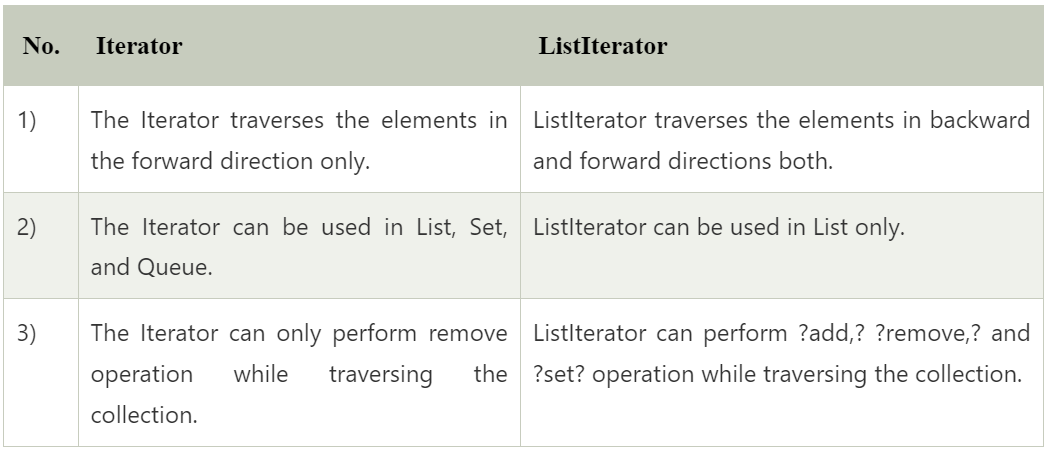 No. Iterator ListIterator
1) The Iterator traverses the elements in ListIterator traverses the elements in backward
the forward direction only. and forward directions both.
2) The Iterator can be used in List, Set, ListIterator can be used in List only.
and Queue.
3) The Iterator can only perform remove ListIterator can perform ?add,? ?remove,? and
operation while traversing the ?set? operation while traversing the collection.
collection.